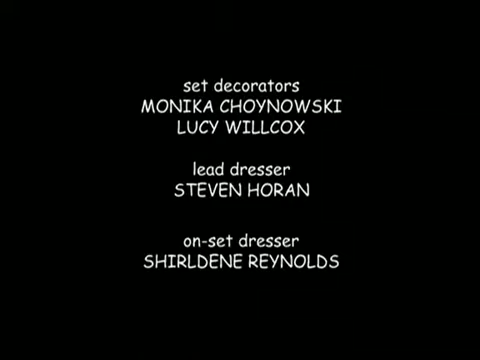 set decorators
MONIKA CHOYNOWSKI
LUCY WILLCOX
lead dresser
STEVEN HORAN
on-set dresser
SHIRLDENE REYNOLDS